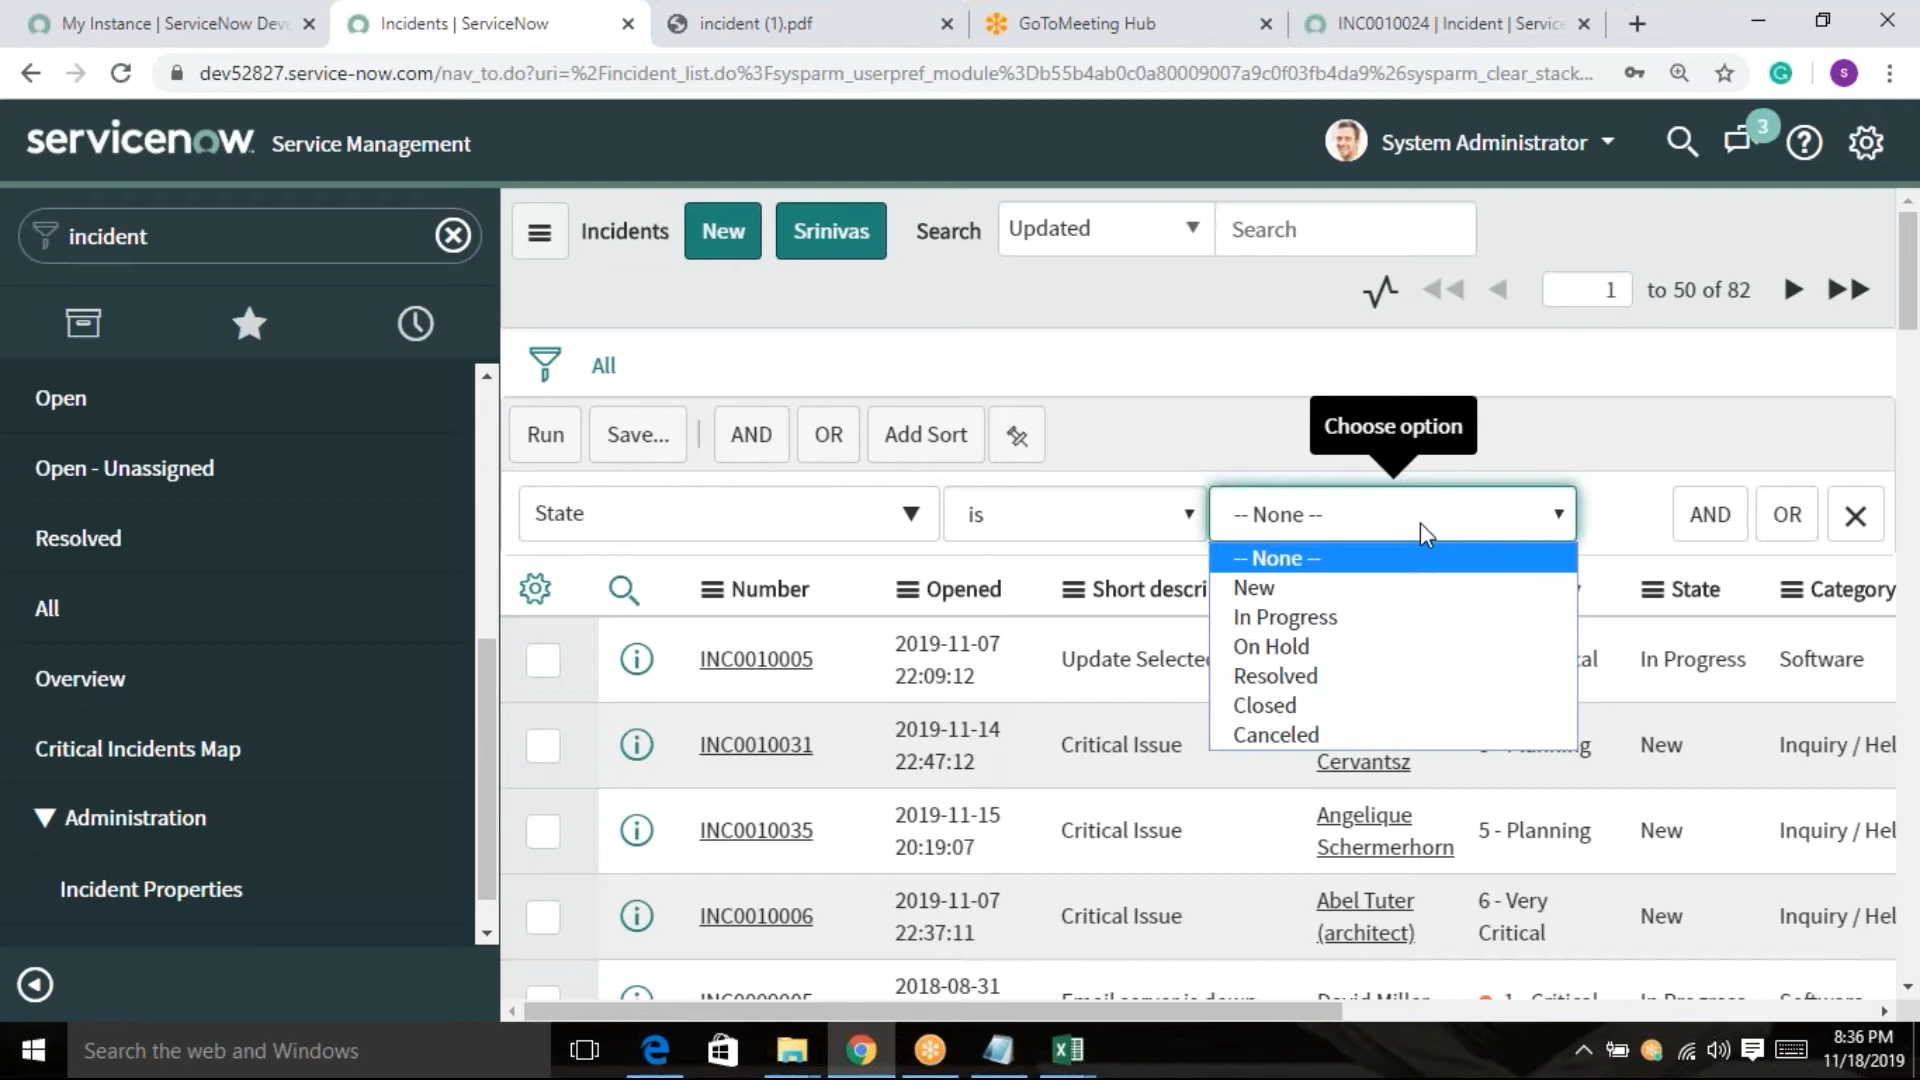 My Instance | ServiceNow Deve
Incidents | ServiceNow
incident (1).pdf
GoToMeeting Hub
INC0010024 | Incident | Service
dev52827.service-now.com/nav_to.do?uri=%2Fincident_list.do%3Fsysparm_userpref_module%3Db55b4ab0c0a80009007a9c0f03fb4da9%26sysparm_clear_stack...
S
servicenow Service Management
System Administrator
3
incident
Incidents
New
Srinivas
Search
Updated
Search
1 to 50 of 82
All
Run
Save...
AND
OR
Add Sort
Choose option
State
is
-- None --
AND
OR
-- None --
New
In Progress
On Hold
Resolved
Closed
Canceled
Open
Open - Unassigned
Resolved
All
Overview
Critical Incidents Map
Administration
Incident Properties
Number
Opened
Short descri
State
Category
INC0010005
2019-11-07
22:09:12
Update Selected
al
In Progress
Software
INC0010031
2019-11-14
22:47:12
Critical Issue
Cervantsz
New
Inquiry / Hel
INC0010035
2019-11-15
20:19:07
Critical Issue
Angelique
Schermerhorn
5 - Planning
New
Inquiry / Hel
INC0010006
2019-11-07
22:37:11
Critical Issue
Abel Tuter
(architect)
6 - Very
Critical
New
Inquiry / Hel
2018-08-31
Search the web and Windows
8:36 PM
11/18/2019